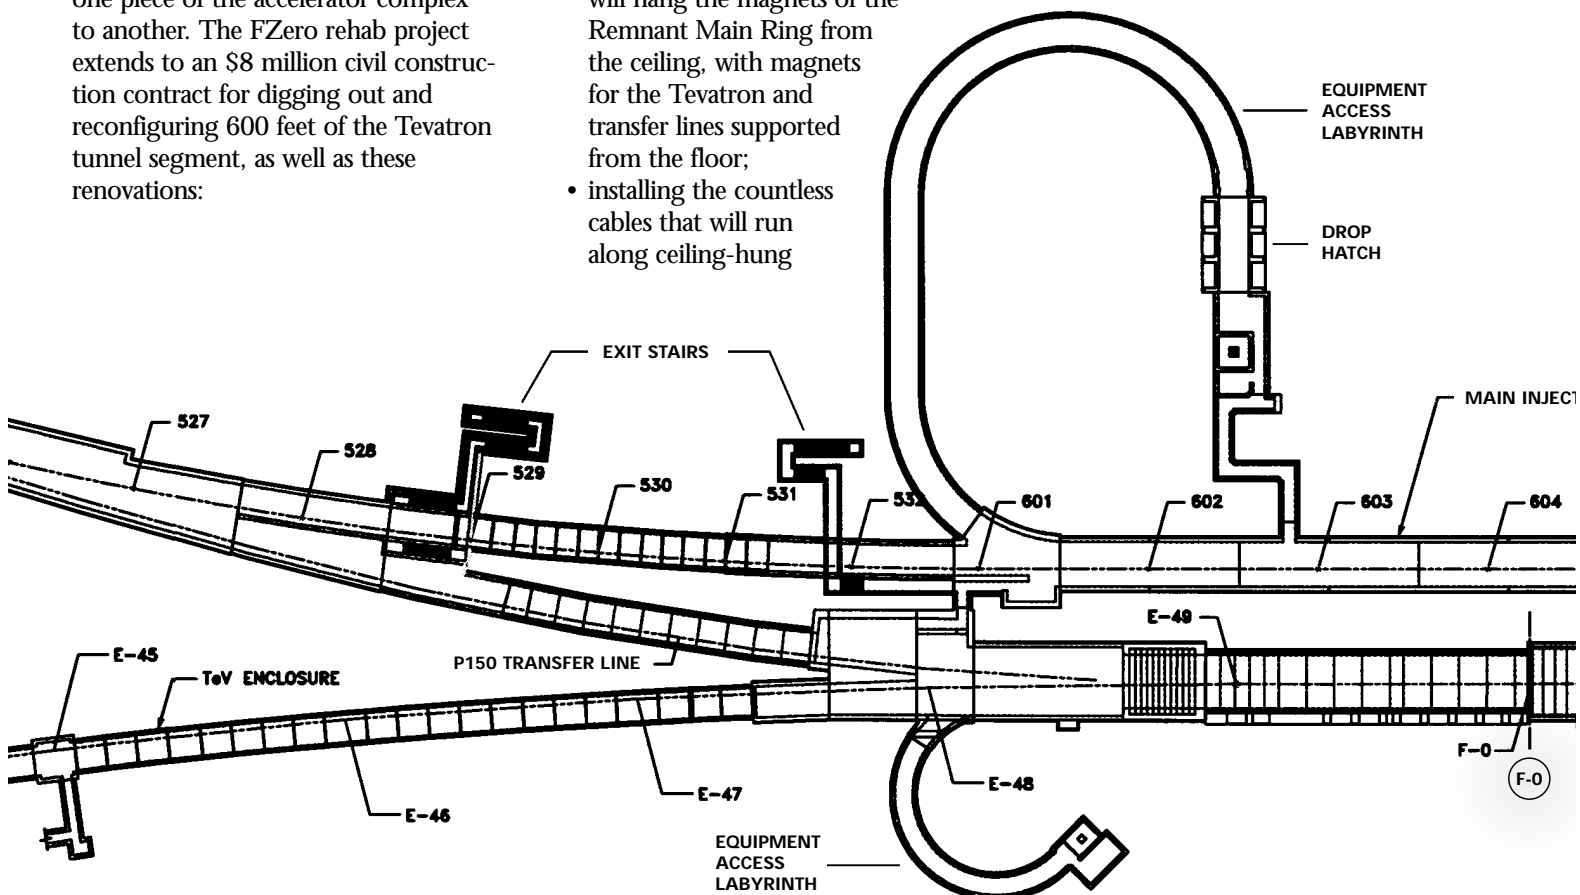 one piece of the accelerator complex
to another. The FZero rehab project
extends to an $8 million civil construc-
tion contract for digging out and
reconfiguring 600 feet of the Tevatron
tunnel segment, as well as these
renovations:
will hang the magnets of the
Remnant Main Ring from
the ceiling, with magnets
for the Tevatron and
transfer lines supported
from the floor;
• installing the countless
cables that will run
along ceiling-hung
EQUIPMENT
ACCESS
LABYRINTH
DROP
HATCH
EXIT STAIRS
MAIN INJECT
527
528
529
530
531
532
601
602
603
604
E-49
P150 TRANSFER LINE
E-45
TeV ENCLOSURE
E-46
E-47
E-48
F-0
F-0
EQUIPMENT
ACCESS
LABYRINTH